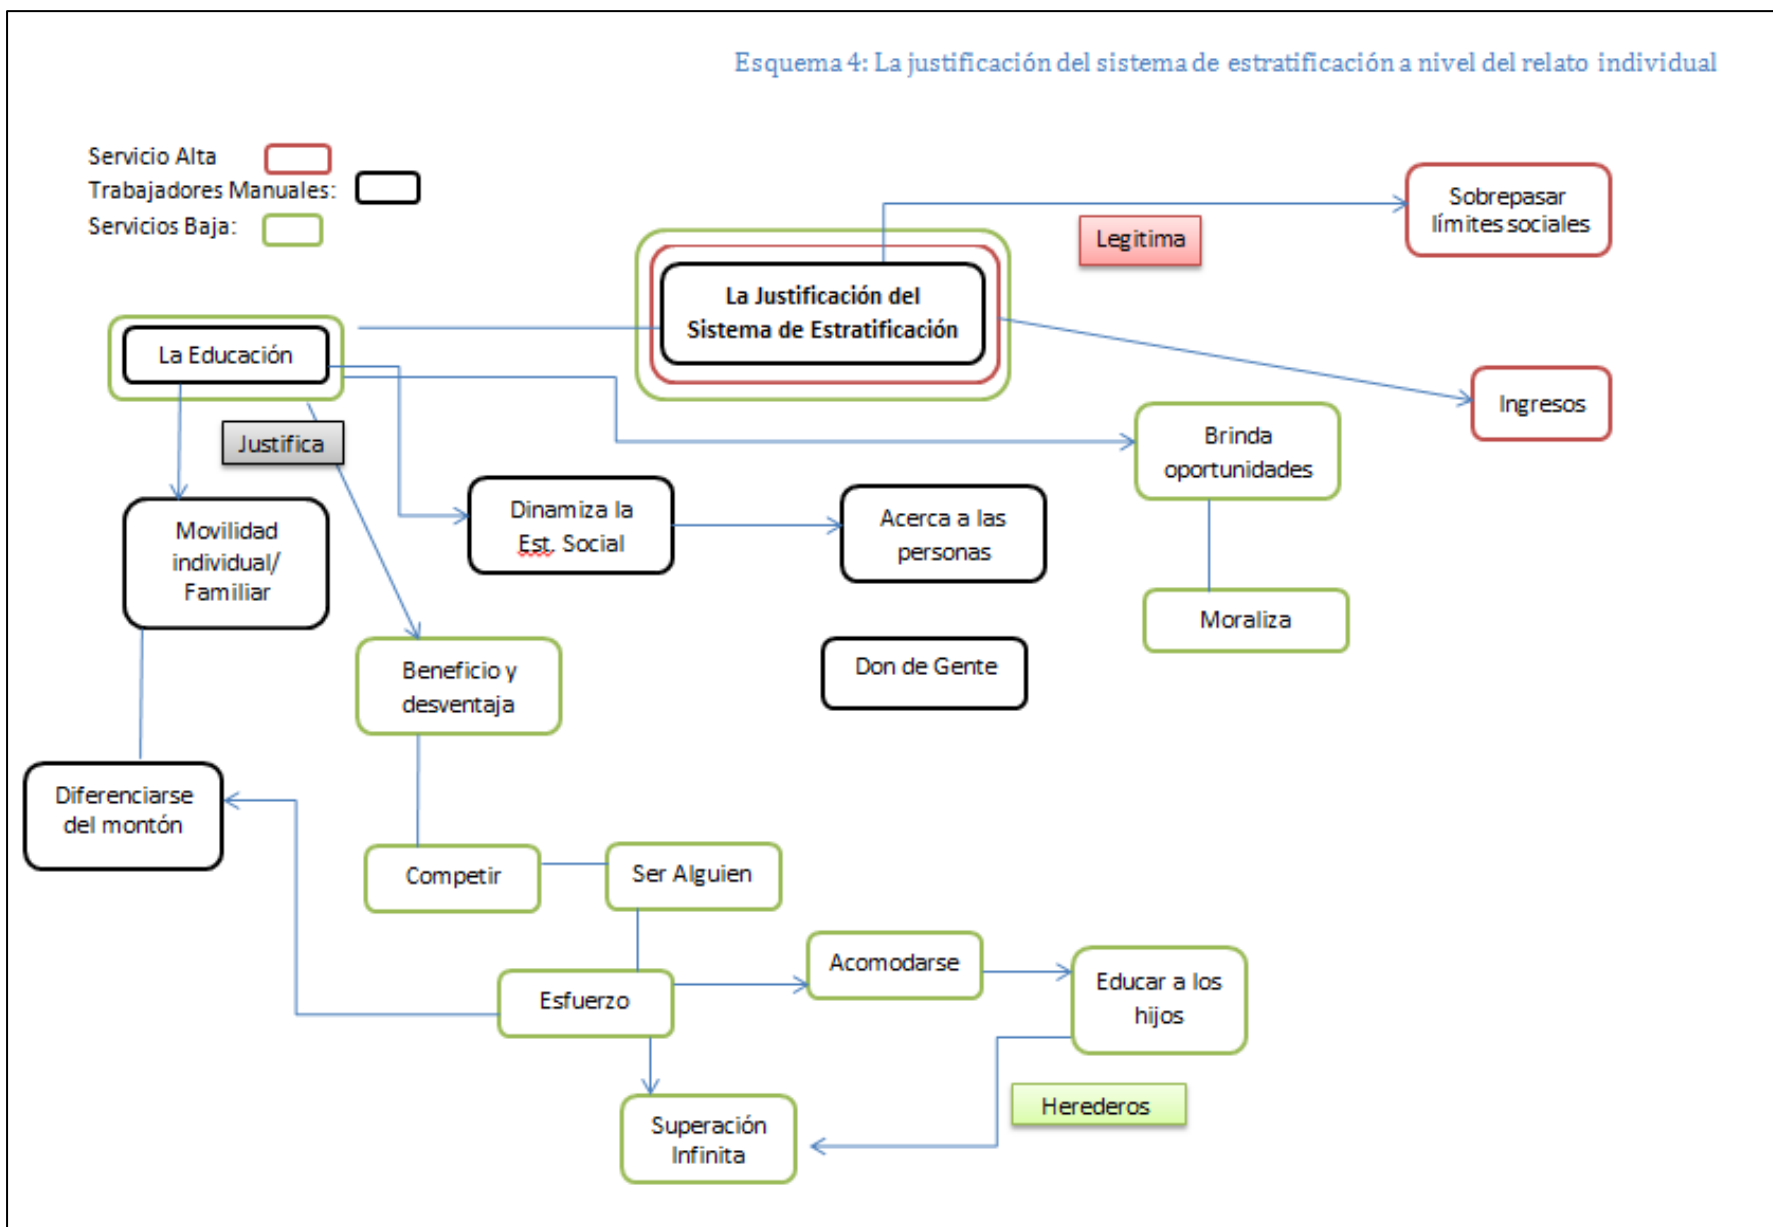 Esquema 4: La justificación del sistema de estratificación a nivel del relato individual
Servicio Alta
Trabajadores Manuales:
Servicios Baja:
Sobrepasar
límites sociales
Legitima
La Justificación del
Sistema de Estratificación
La Educación
Ingresos
Justifica
Brinda
oportunidades
Movilidad
individual/
Familiar
Dinamiza la
Est. Social
Acerca a las
personas
Moraliza
Beneficio y
desventaja
Don de Gente
Diferenciarse
del montón
Competir
Ser Alguien
Acomodarse
Educar a los
hijos
Esfuerzo
Herederos
Superación
Infinita